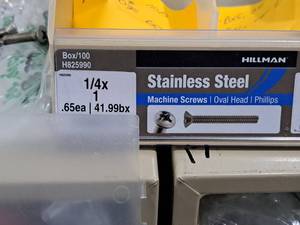 Box/100
H825990
HILLMAN
1/4x
1
.65ea | 41.99bx
Stainless Steel
Machine Screws | Oval Head / Phillips